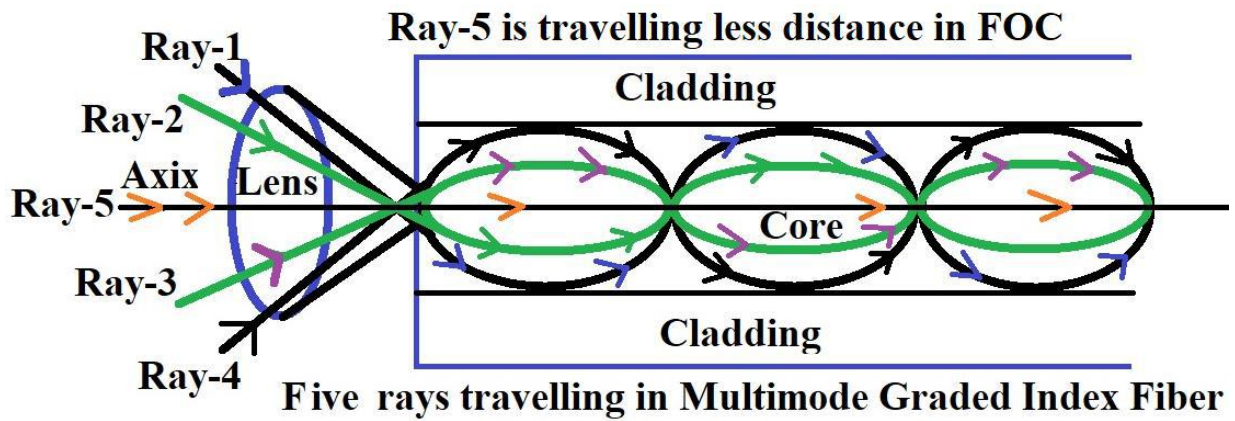 Ray-5 is travelling less distance in FOC
Ray-1
Cladding
Ray-2
Axix
Lens
Ray-5
Core
Ray-3
Cladding
Ray-4
Five rays travelling in Multimode Graded Index Fiber